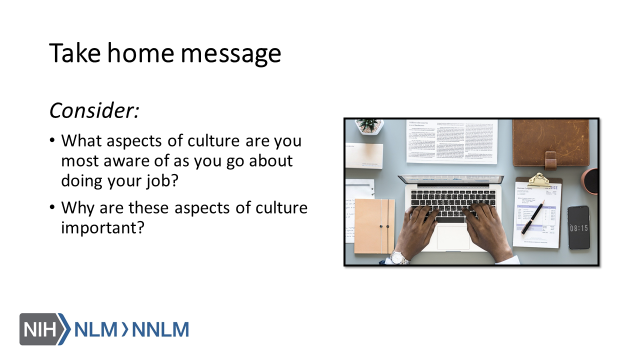 Take home message
Consider:
• What aspects of culture are you
most aware of as you go about
doing your job?
• Why are these aspects of culture
important?
08:15
NIH NLM NNLM